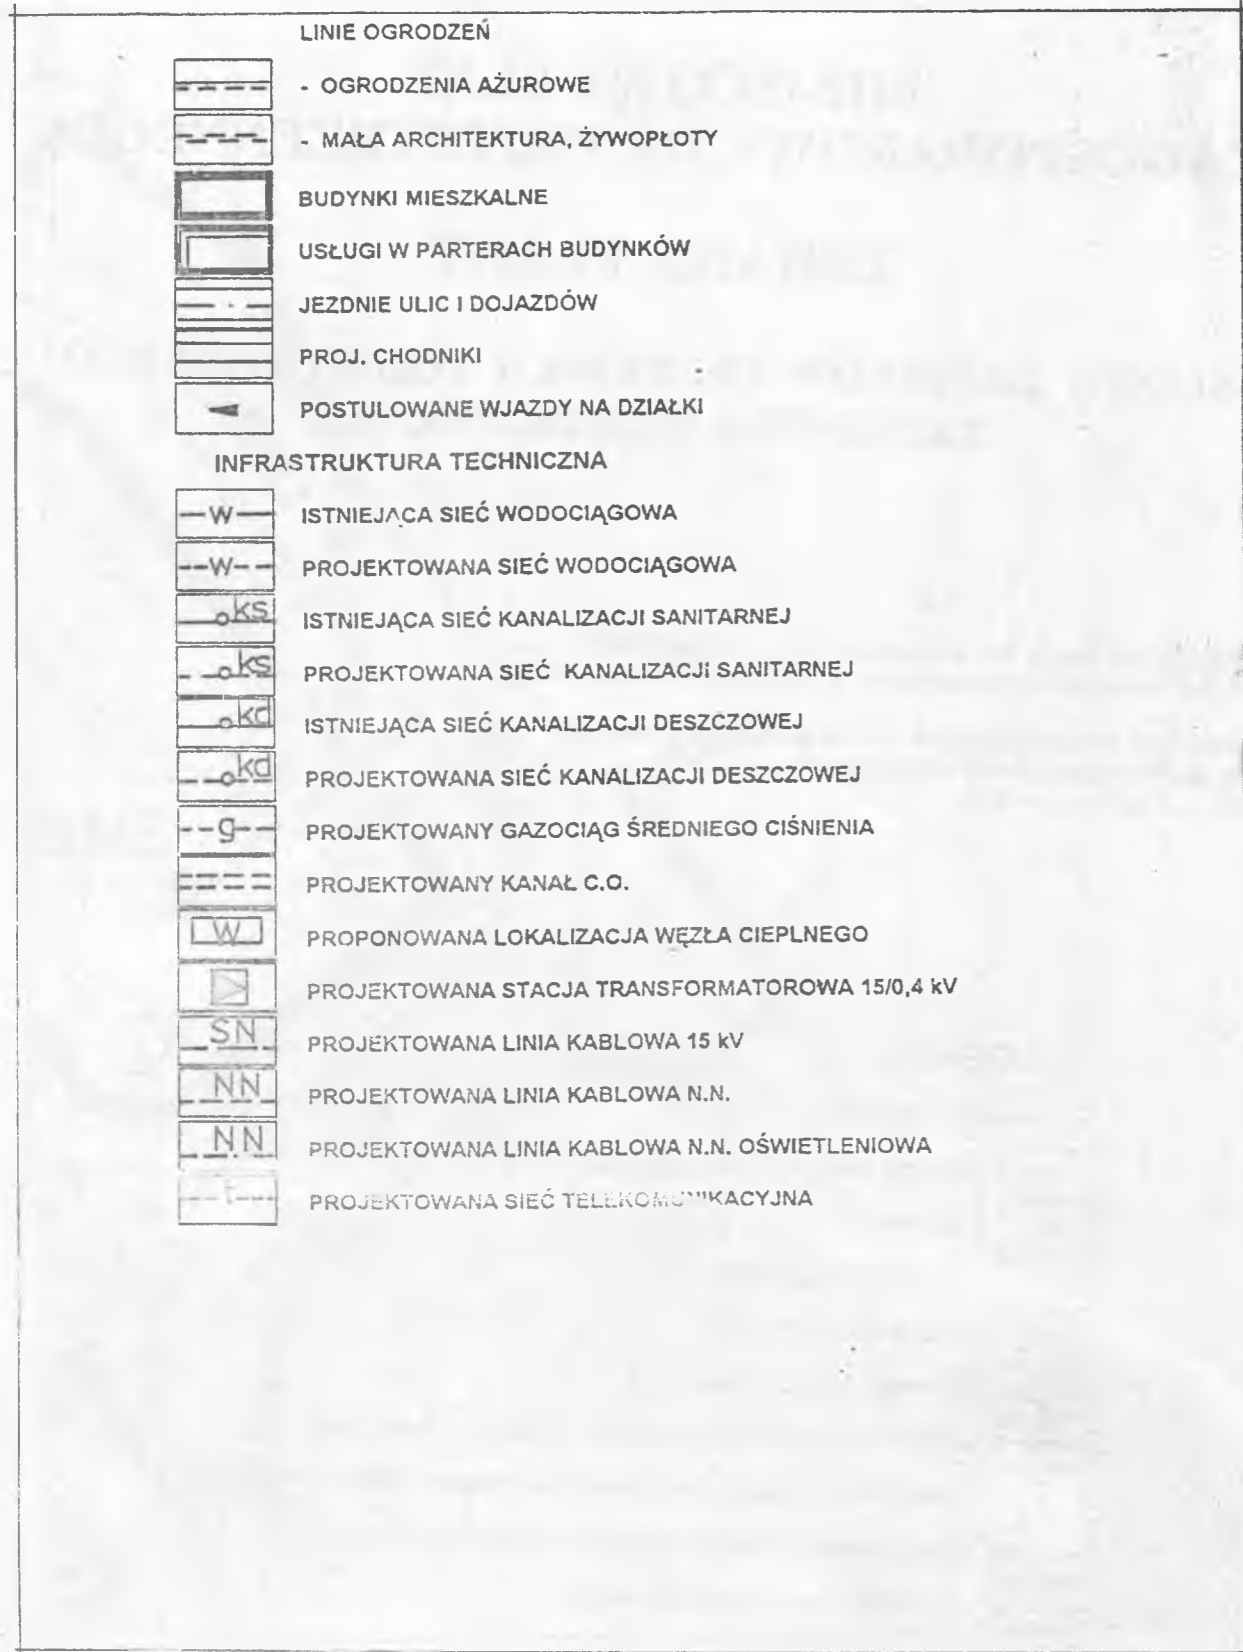 LINIE OGRODZEŃ
- OGRODZENIA AŻUROWE
- MAŁA ARCHITEKTURA, ŻYWOPŁOTY
BUDYNKI MIESZKALNE
USŁUGI W PARTERACH BUDYNKÓW
JEZDNIE ULIC I DOJAZDÓW
PROJ. CHODNIKI
POSTULOWANE WJAZDY NA DZIAŁKI
INFRASTRUKTURA TECHNICZNA
W ISTNIEJĄCA SIEĆ WODOCIĄGOWA
W PROJEKTOWANA SIEĆ WODOCIĄGOWA
ks ISTNIEJĄCA SIEĆ KANALIZACJI SANITARNEJ
ks PROJEKTOWANA SIEĆ KANALIZACJI SANITARNEJ
kd ISTNIEJĄCA SIEĆ KANALIZACJI DESZCZOWEJ
kd PROJEKTOWANA SIEĆ KANALIZACJI DESZCZOWEJ
g PROJEKTOWANY GAZOCIĄG ŚREDNIEGO CIŚNIENIA
PROJEKTOWANY KANAŁ C.O.
W PROPONOWANA LOKALIZACJA WĘZŁA CIEPLNEGO
PROJEKTOWANA STACJA TRANSFORMATOROWA 15/0,4 kV
SN PROJEKTOWANA LINIA KABLOWA 15 kV
NN PROJEKTOWANA LINIA KABLOWA N.N.
NN PROJEKTOWANA LINIA KABLOWA N.N. OŚWIETLENIOWA
t PROJEKTOWANA SIEĆ TELEKOMUNIKACYJNA